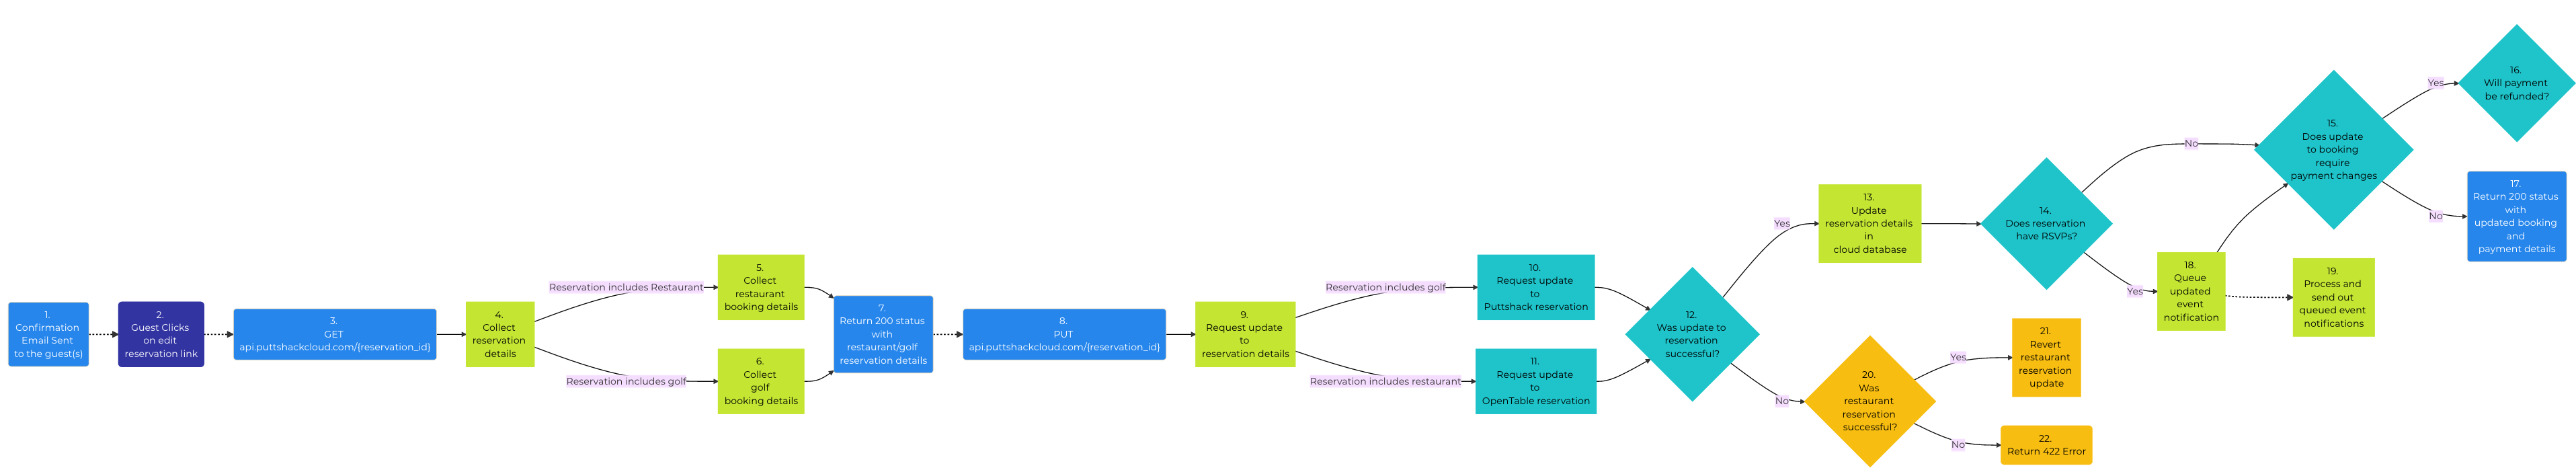 1.
Confirmation
Email Sent
to the guest(s)
2.
Guest Clicks
on edit
reservation link
3.
GET
api.puttshackcloud.com/{reservation_id}
4.
Collect
reservation
details
Reservation includes Restaurant
Reservation includes golf
5.
Collect
restaurant
booking details
6.
Collect
golf
booking details
7.
Return 200 status
with
restaurant/golf
reservation details
8.
PUT
api.puttshackcloud.com/{reservation_id}
9.
Request update
to
reservation details
Reservation includes golf
Reservation includes restaurant
10.
Request update
to
Puttshack reservation
11.
Request update
to
OpenTable reservation
12.
Was update to
reservation
successful?
Yes
No
13.
Update
reservation details
in
cloud database
14.
Does reservation
have RSVPs?
No
Yes
15.
Does update
to booking
require
payment changes
Yes
No
16.
Will payment
be refunded?
17.
Return 200 status
with
updated booking
and
payment details
18.
Queue
updated
event
notification
19.
Process and
send out
queued event
notifications
20.
Was
restaurant
reservation
successful?
Yes
No
21.
Revert
restaurant
reservation
update
22.
Return 422 Error